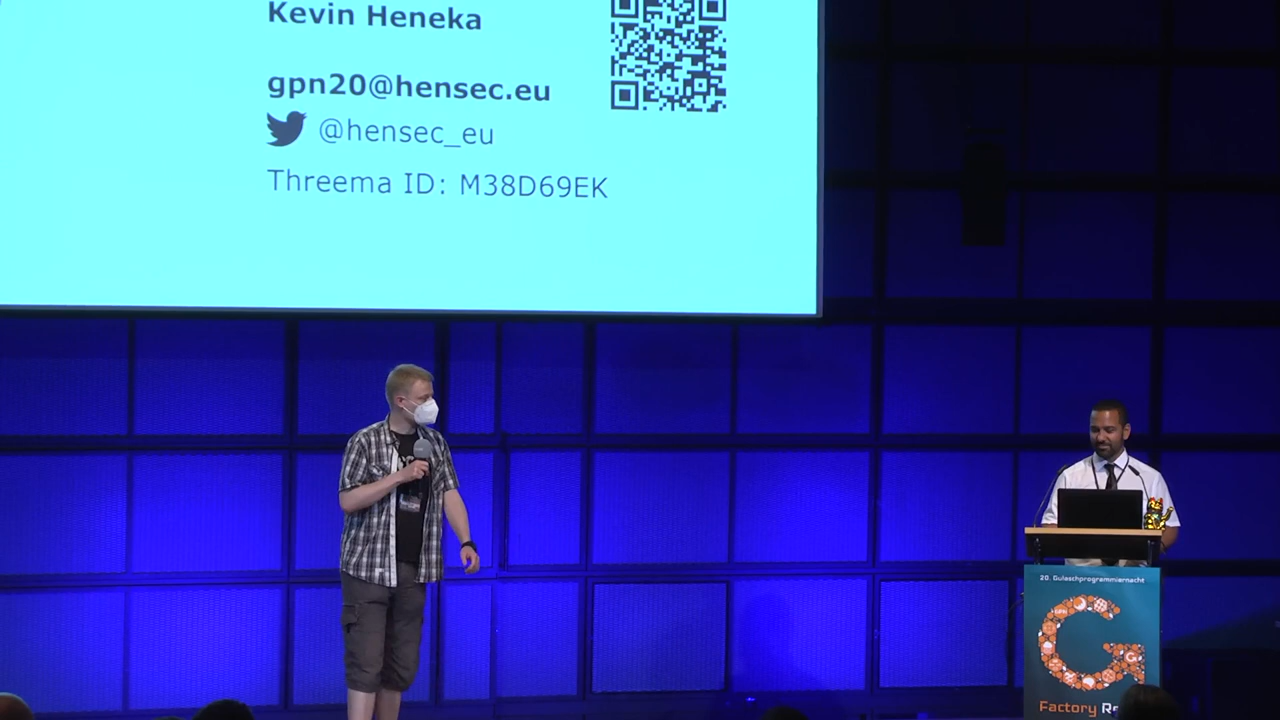 Kevin Heneka
gpn20@hensec.eu
@hensec_eu
Threema ID: M38D69EK
20. Gulaschprogrammiernacht
G
Factory